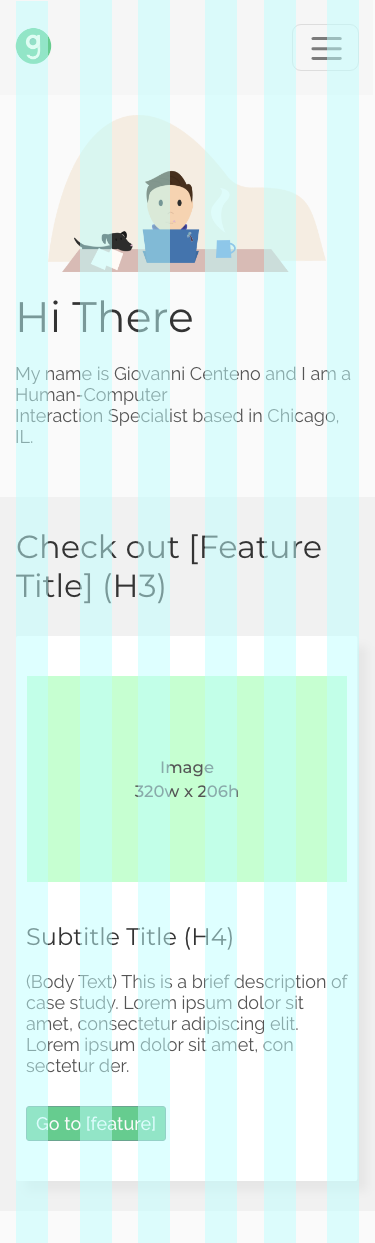 g
Hi There
My name is Giovanni Centeno and I am a
Human-Computer
Interaction Specialist based in Chicago,
IL.
Check out [Feature
Title] (H3)
Image
320w x 206h
Subtitle Title (H4)
(Body Text) This is a brief description of
case study. Lorem ipsum dolor sit
amet, consectetur adipiscing elit.
Lorem ipsum dolor sit amet, con
sectetur der.
Go to [feature]